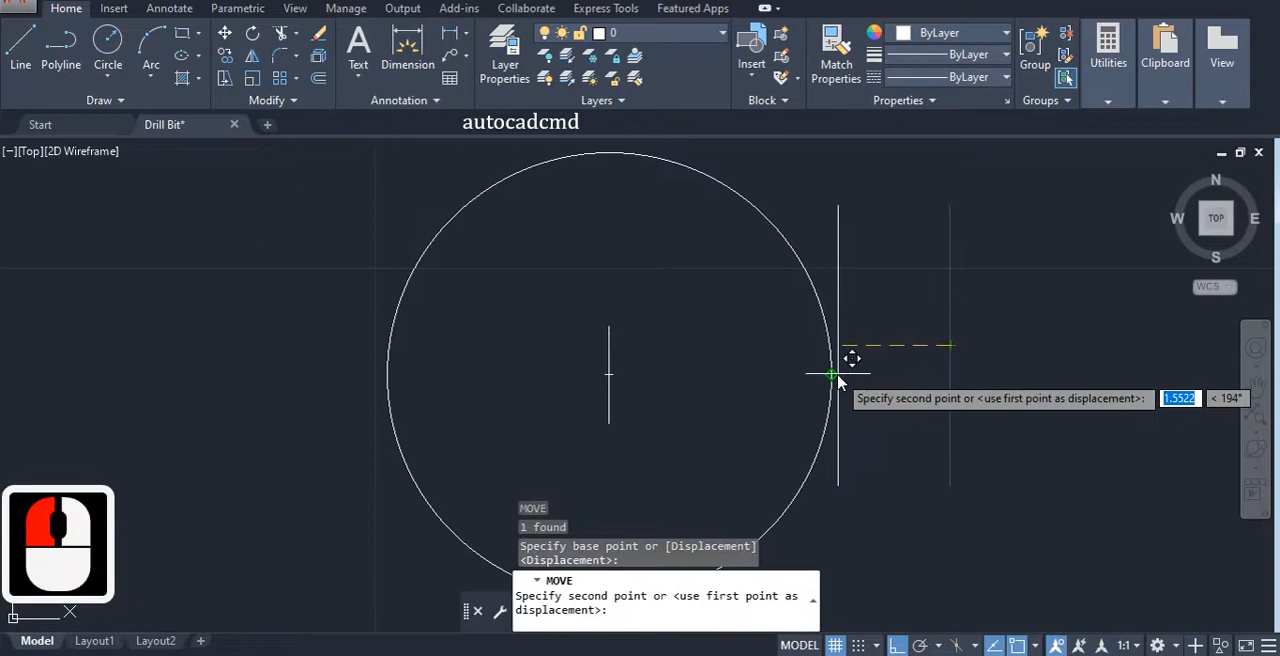 Home Insert Annotate Parametric View Manage Output Add-ins Collaborate Express Tools Featured Apps
Line Polyline Circle Arc
Text Dimension
Layer Properties
0
Insert
Match Properties
ByLayer
ByLayer
ByLayer
Group
Utilities Clipboard View
Draw Modify Annotation Layers Block Properties Groups
Start Drill Bit* autocadcmd
[−][Top][2D Wireframe]
N
W TOP E
S
WCS
Specify second point or <use first point as displacement>: 1.5522 < 194°
MOVE
1 found
Specify base point or [Displacement]
<Displacement>:
MOVE
Specify second point or <use first point as
displacement>:
Model Layout1 Layout2 + MODEL 1:1